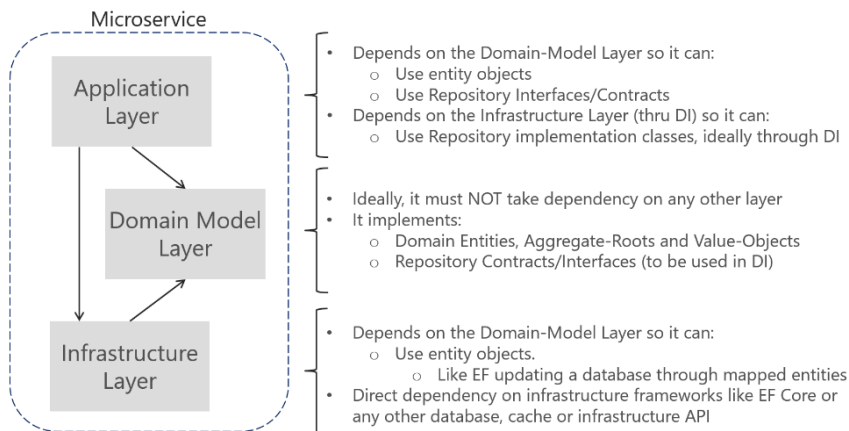 Microservice
Application
Layer
Domain Model
Layer
Infrastructure
Layer
• Depends on the Domain-Model Layer so it can:
o Use entity objects
o Use Repository Interfaces/Contracts
• Depends on the Infrastructure Layer (thru DI) so it can:
o Use Repository implementation classes, ideally through DI
• Ideally, it must NOT take dependency on any other layer
• It implements:
o Domain Entities, Aggregate-Roots and Value-Objects
o Repository Contracts/Interfaces (to be used in DI)
• Depends on the Domain-Model Layer so it can:
o Use entity objects.
o Like EF updating a database through mapped entities
• Direct dependency on infrastructure frameworks like EF Core or
any other database, cache or infrastructure API